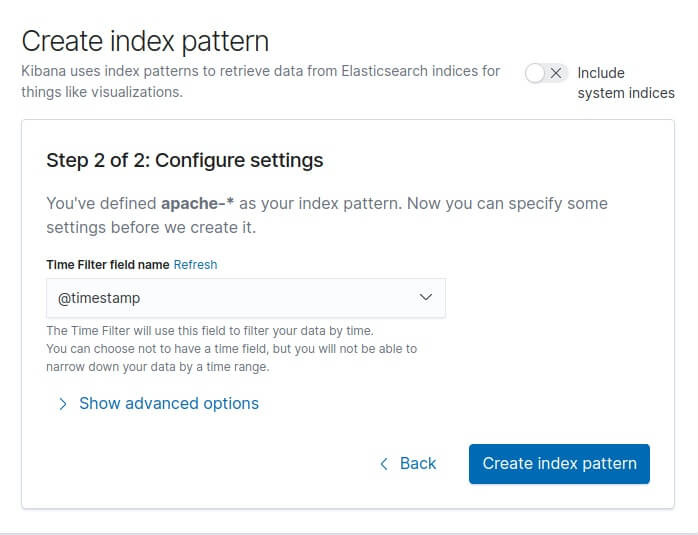 Create index pattern
Kibana uses index patterns to retrieve data from Elasticsearch indices for
things like visualizations.
Include
system indices
Step 2 of 2: Configure settings
You've defined apache-* as your index pattern. Now you can specify some
settings before we create it.
Time Filter field name Refresh
@timestamp
The Time Filter will use this field to filter your data by time.
You can choose not to have a time field, but you will not be able to
narrow down your data by a time range.
Show advanced options
Back
Create index pattern